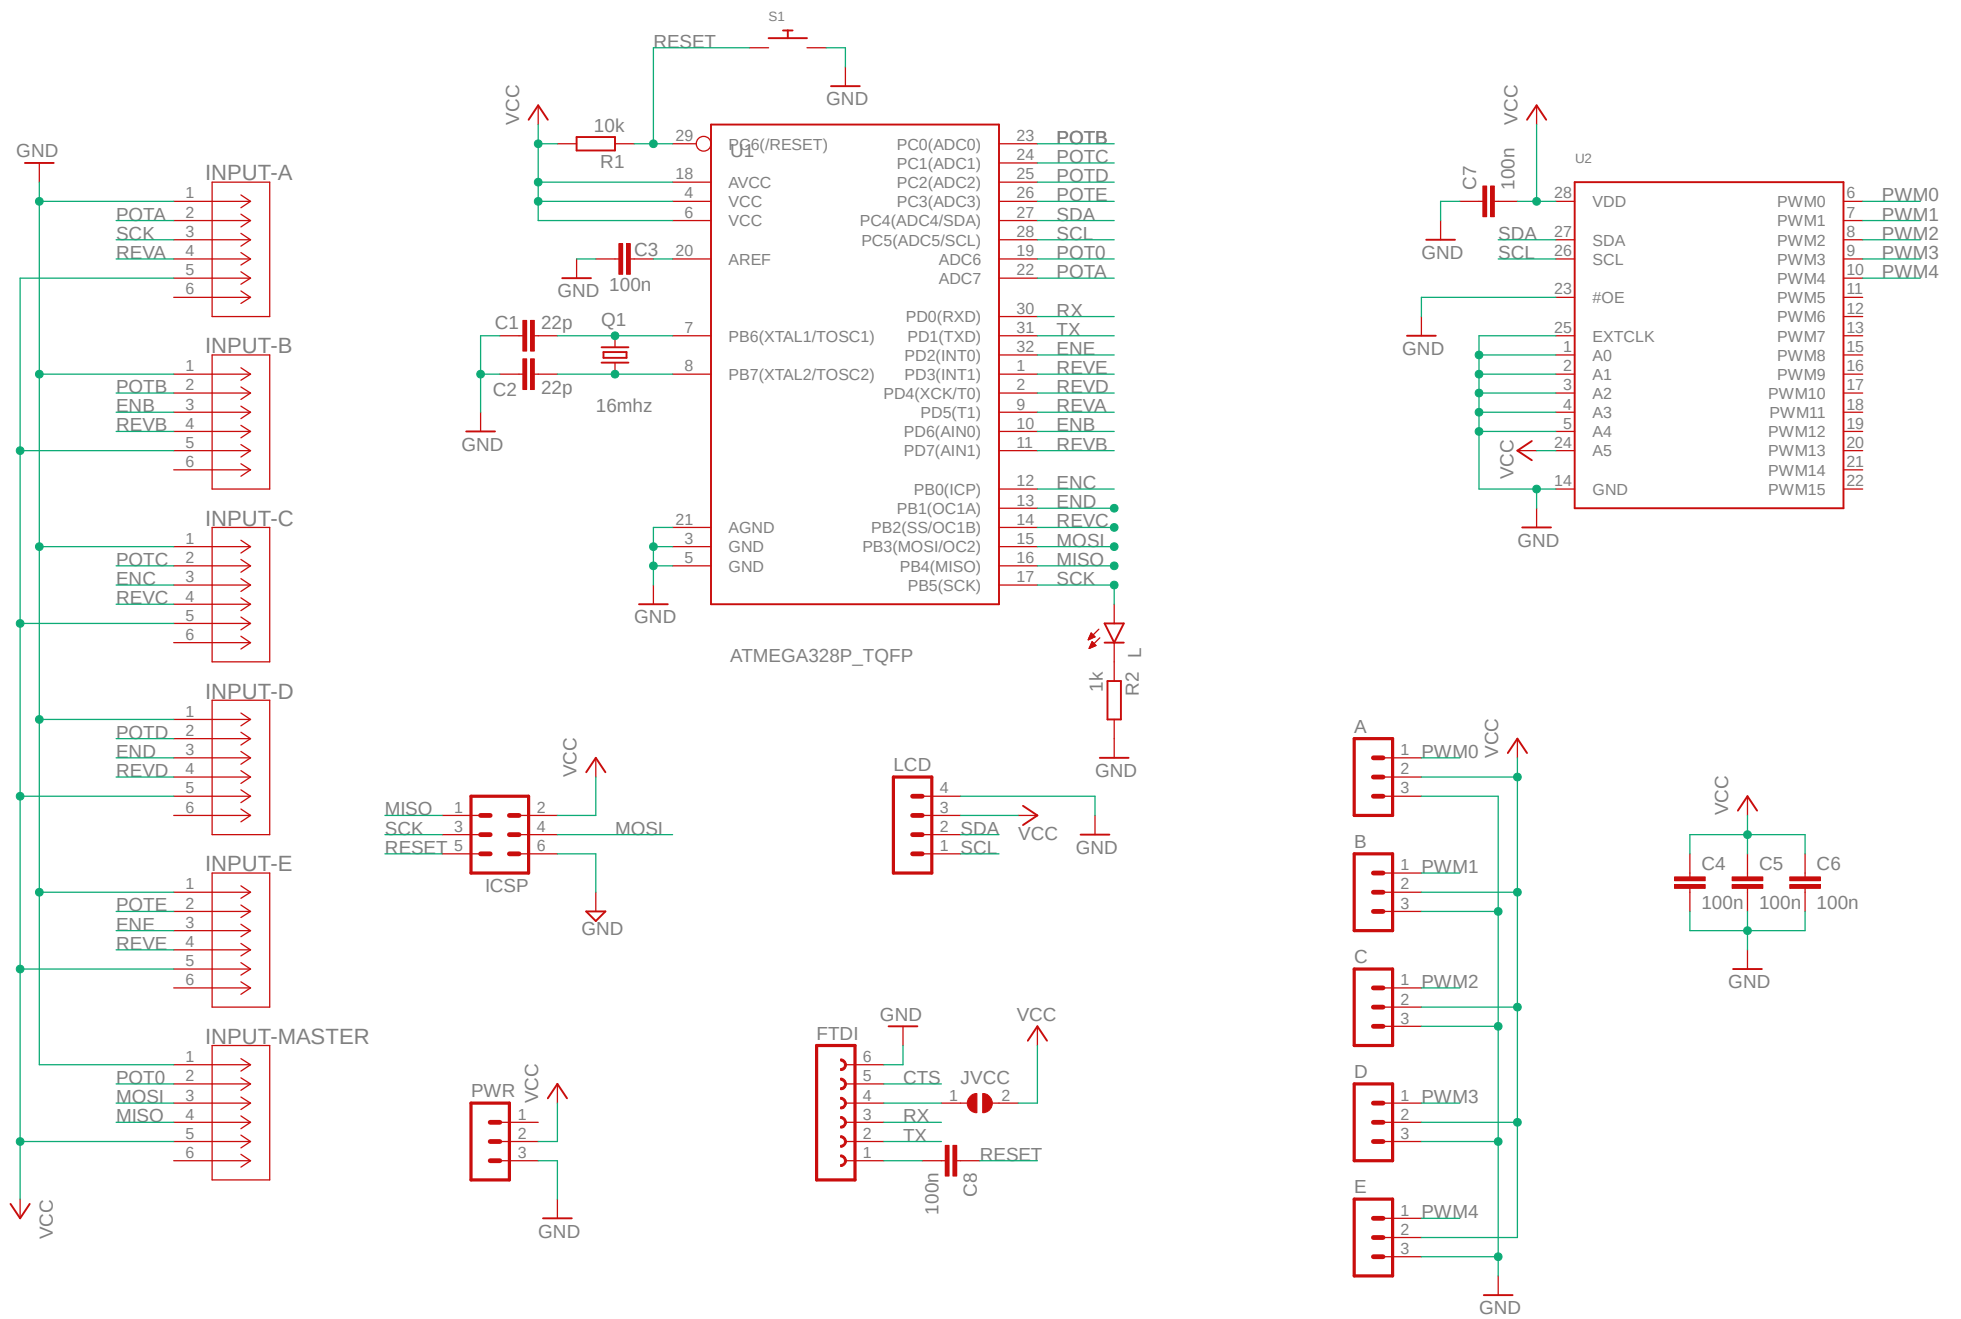 S1
RESET
GND
VCC
10k
R1
29 PC6(/RESET)
U1
18 AVCC
4 VCC
6 VCC
20 AREF
C3
100n
GND
C1 22p
Q1
7 PB6(XTAL1/TOSC1)
8 PB7(XTAL2/TOSC2)
C2 22p
16mhz
GND
21 AGND
3 GND
5 GND
GND
PC0(ADC0) 23 POTB
PC1(ADC1) 24 POTC
PC2(ADC2) 25 POTD
PC3(ADC3) 26 POTE
PC4(ADC4/SDA) 27 SDA
PC5(ADC5/SCL) 28 SCL
ADC6 19 POT0
ADC7 22 POTA
PD0(RXD) 30 RX
PD1(TXD) 31 TX
PD2(INT0) 32 ENE
PD3(INT1) 1 REVE
PD4(XCK/T0) 2 REVD
PD5(T1) 9 REVA
PD6(AIN0) 10 ENB
PD7(AIN1) 11 REVB
PB0(ICP) 12 ENC
PB1(OC1A) 13 END
PB2(SS/OC1B) 14 REVC
PB3(MOSI/OC2) 15 MOSI
PB4(MISO) 16 MISO
PB5(SCK) 17 SCK
ATMEGA328P_TQFP
L
1k
R2
GND
GND
INPUT-A
1
POTA 2
SCK 3
REVA 4
5
6
INPUT-B
1
POTB 2
ENB 3
REVB 4
5
6
INPUT-C
1
POTC 2
ENC 3
REVC 4
5
6
INPUT-D
1
POTD 2
END 3
REVD 4
5
6
INPUT-E
1
POTE 2
ENE 3
REVE 4
5
6
INPUT-MASTER
1
POT0 2
MOSI 3
MISO 4
5
6
VCC
VCC
MISO 1 2
SCK 3 4 MOSI
RESET 5 6
ICSP
GND
LCD
4
3 VCC
2 SDA
1 SCL
GND
PWR
VCC
1
2
3
GND
GND
VCC
FTDI
6
5 CTS
JVCC
4 1 2
3 RX
2 TX
1 RESET
100n
C8
VCC
C7
100n
GND
U2
28 VDD
SDA 27 SDA
SCL 26 SCL
23 #OE
GND
25 EXTCLK
1 A0
2 A1
3 A2
4 A3
5 A4
VCC 24 A5
14 GND
GND
PWM0 6 PWM0
PWM1 7 PWM1
PWM2 8 PWM2
PWM3 9 PWM3
PWM4 10 PWM4
PWM5 11
PWM6 12
PWM7 13
PWM8 15
PWM9 16
PWM10 17
PWM11 18
PWM12 19
PWM13 20
PWM14 21
PWM15 22
A
VCC
1 PWM0
2
3
B
1 PWM1
2
3
C
1 PWM2
2
3
D
1 PWM3
2
3
E
1 PWM4
2
3
GND
VCC
C4 C5 C6
100n 100n 100n
GND